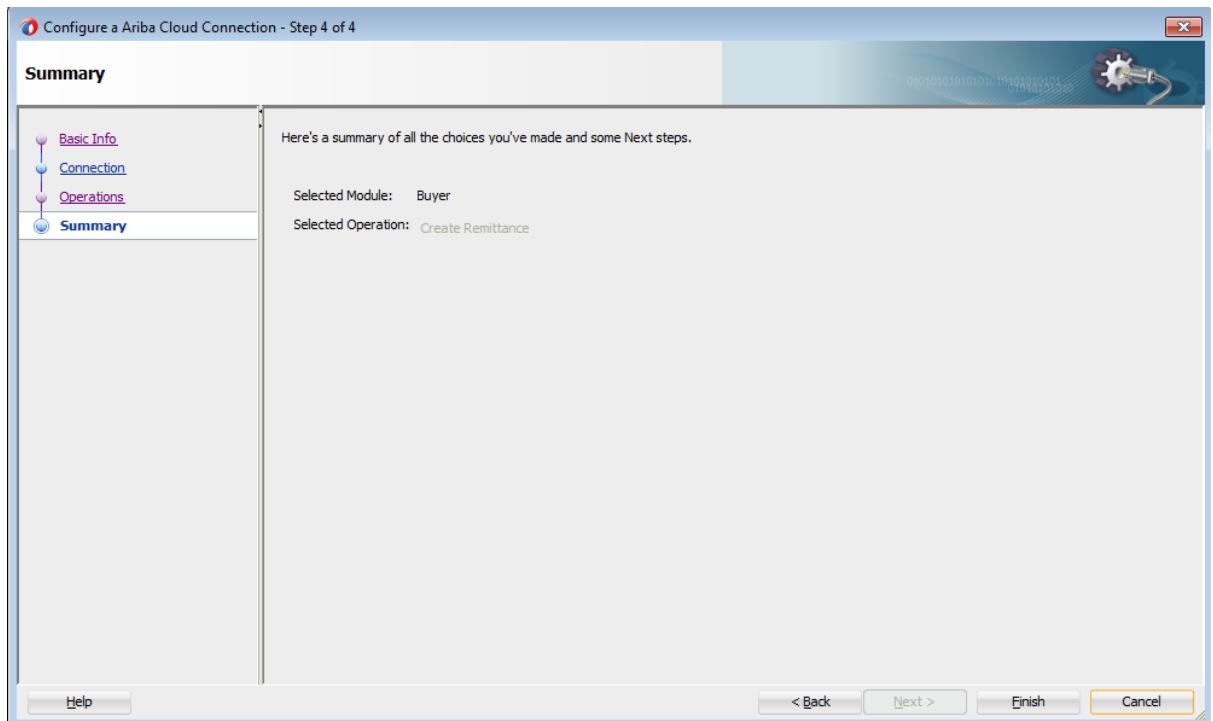 Configure a Ariba Cloud Connection - Step 4 of 4
Summary
Basic Info
Connection
Operations
Summary
Here's a summary of all the choices you've made and some Next steps.
Selected Module: Buyer
Selected Operation: Create Remittance
Help
< Back
Next >
Finish
Cancel